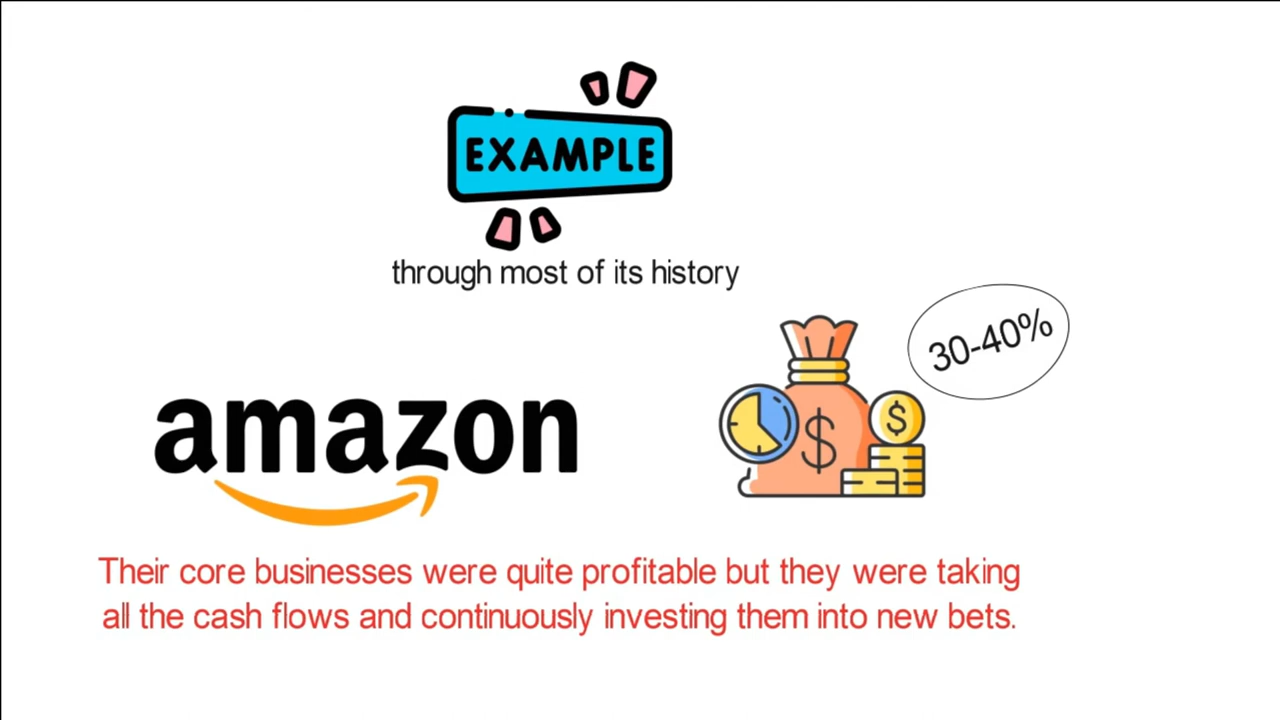 EXAMPLE
through most of its history
30-40%
amazon
$
$
Their core businesses were quite profitable but they were taking
all the cash flows and continuously investing them into new bets.